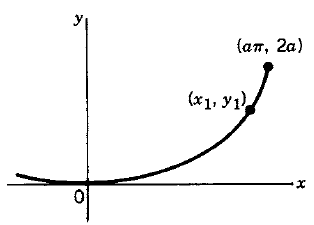 y
(aπ, 2a)
(x₁, y₁)
0
x